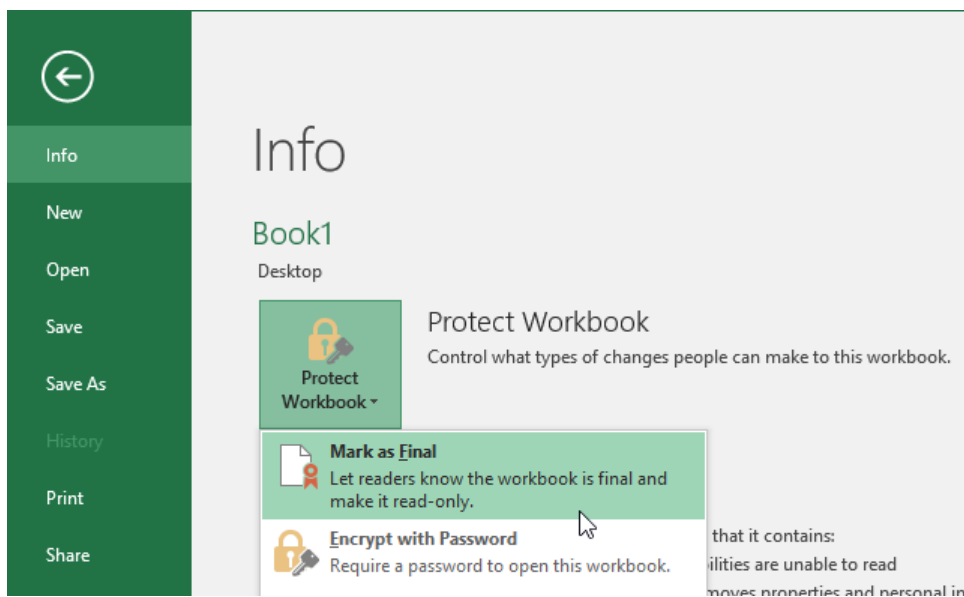 Info
New
Open
Save
Save As
History
Print
Share
Info
Book1
Desktop
Protect
Workbook
Protect Workbook
Control what types of changes people can make to this workbook.
Mark as Final
Let readers know the workbook is final and
make it read-only.
Encrypt with Password
Require a password to open this workbook.
that it contains:
are unable to read
properties and personal